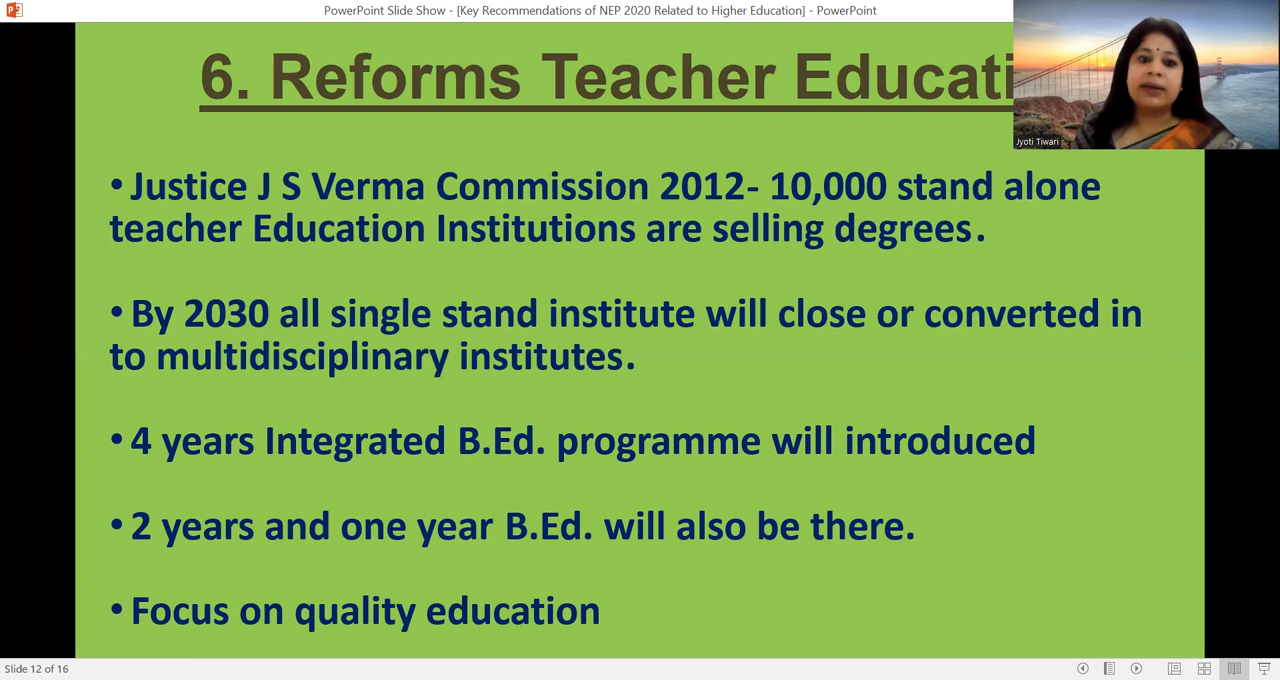 PowerPoint Slide Show - [Key Recommendations of NEP 2020 Related to Higher Education] - PowerPoint
6. Reforms Teacher Educati
Jyoti Tiwari
• Justice J S Verma Commission 2012- 10,000 stand alone
teacher Education Institutions are selling degrees.
• By 2030 all single stand institute will close or converted in
to multidisciplinary institutes.
• 4 years Integrated B.Ed. programme will introduced
• 2 years and one year B.Ed. will also be there.
• Focus on quality education
Slide 12 of 16